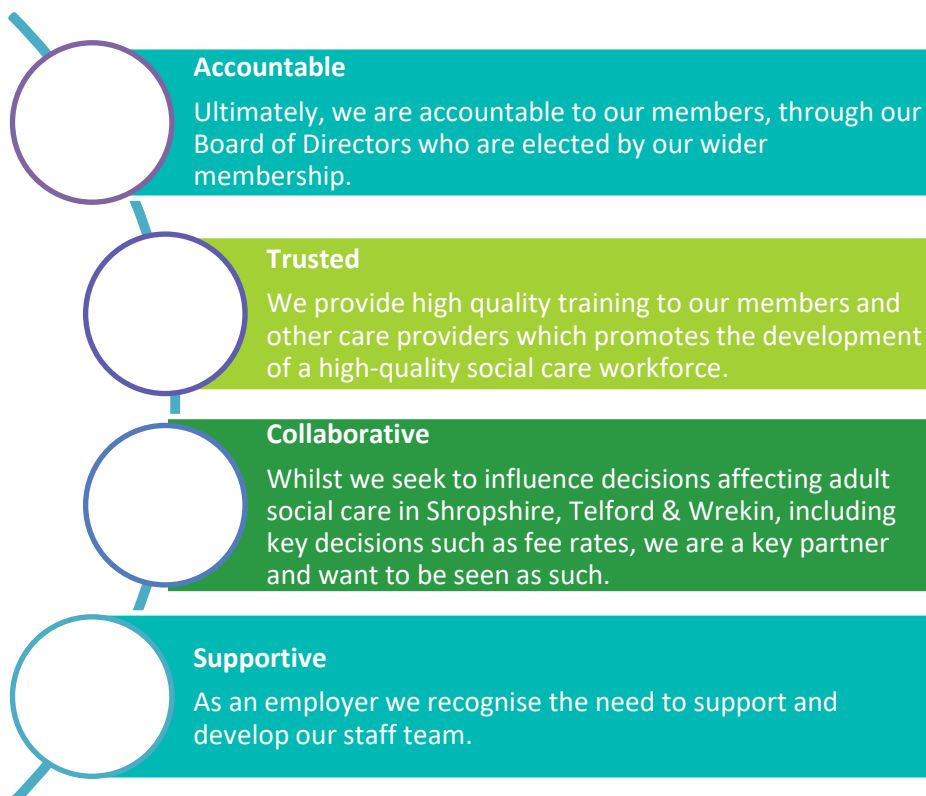 Accountable
Ultimately, we are accountable to our members, through our
Board of Directors who are elected by our wider
membership.
Trusted
We provide high quality training to our members and
other care providers which promotes the development
of a high-quality social care workforce.
Collaborative
Whilst we seek to influence decisions affecting adult
social care in Shropshire, Telford & Wrekin, including
key decisions such as fee rates, we are a key partner
and want to be seen as such.
Supportive
As an employer we recognise the need to support and
develop our staff team.